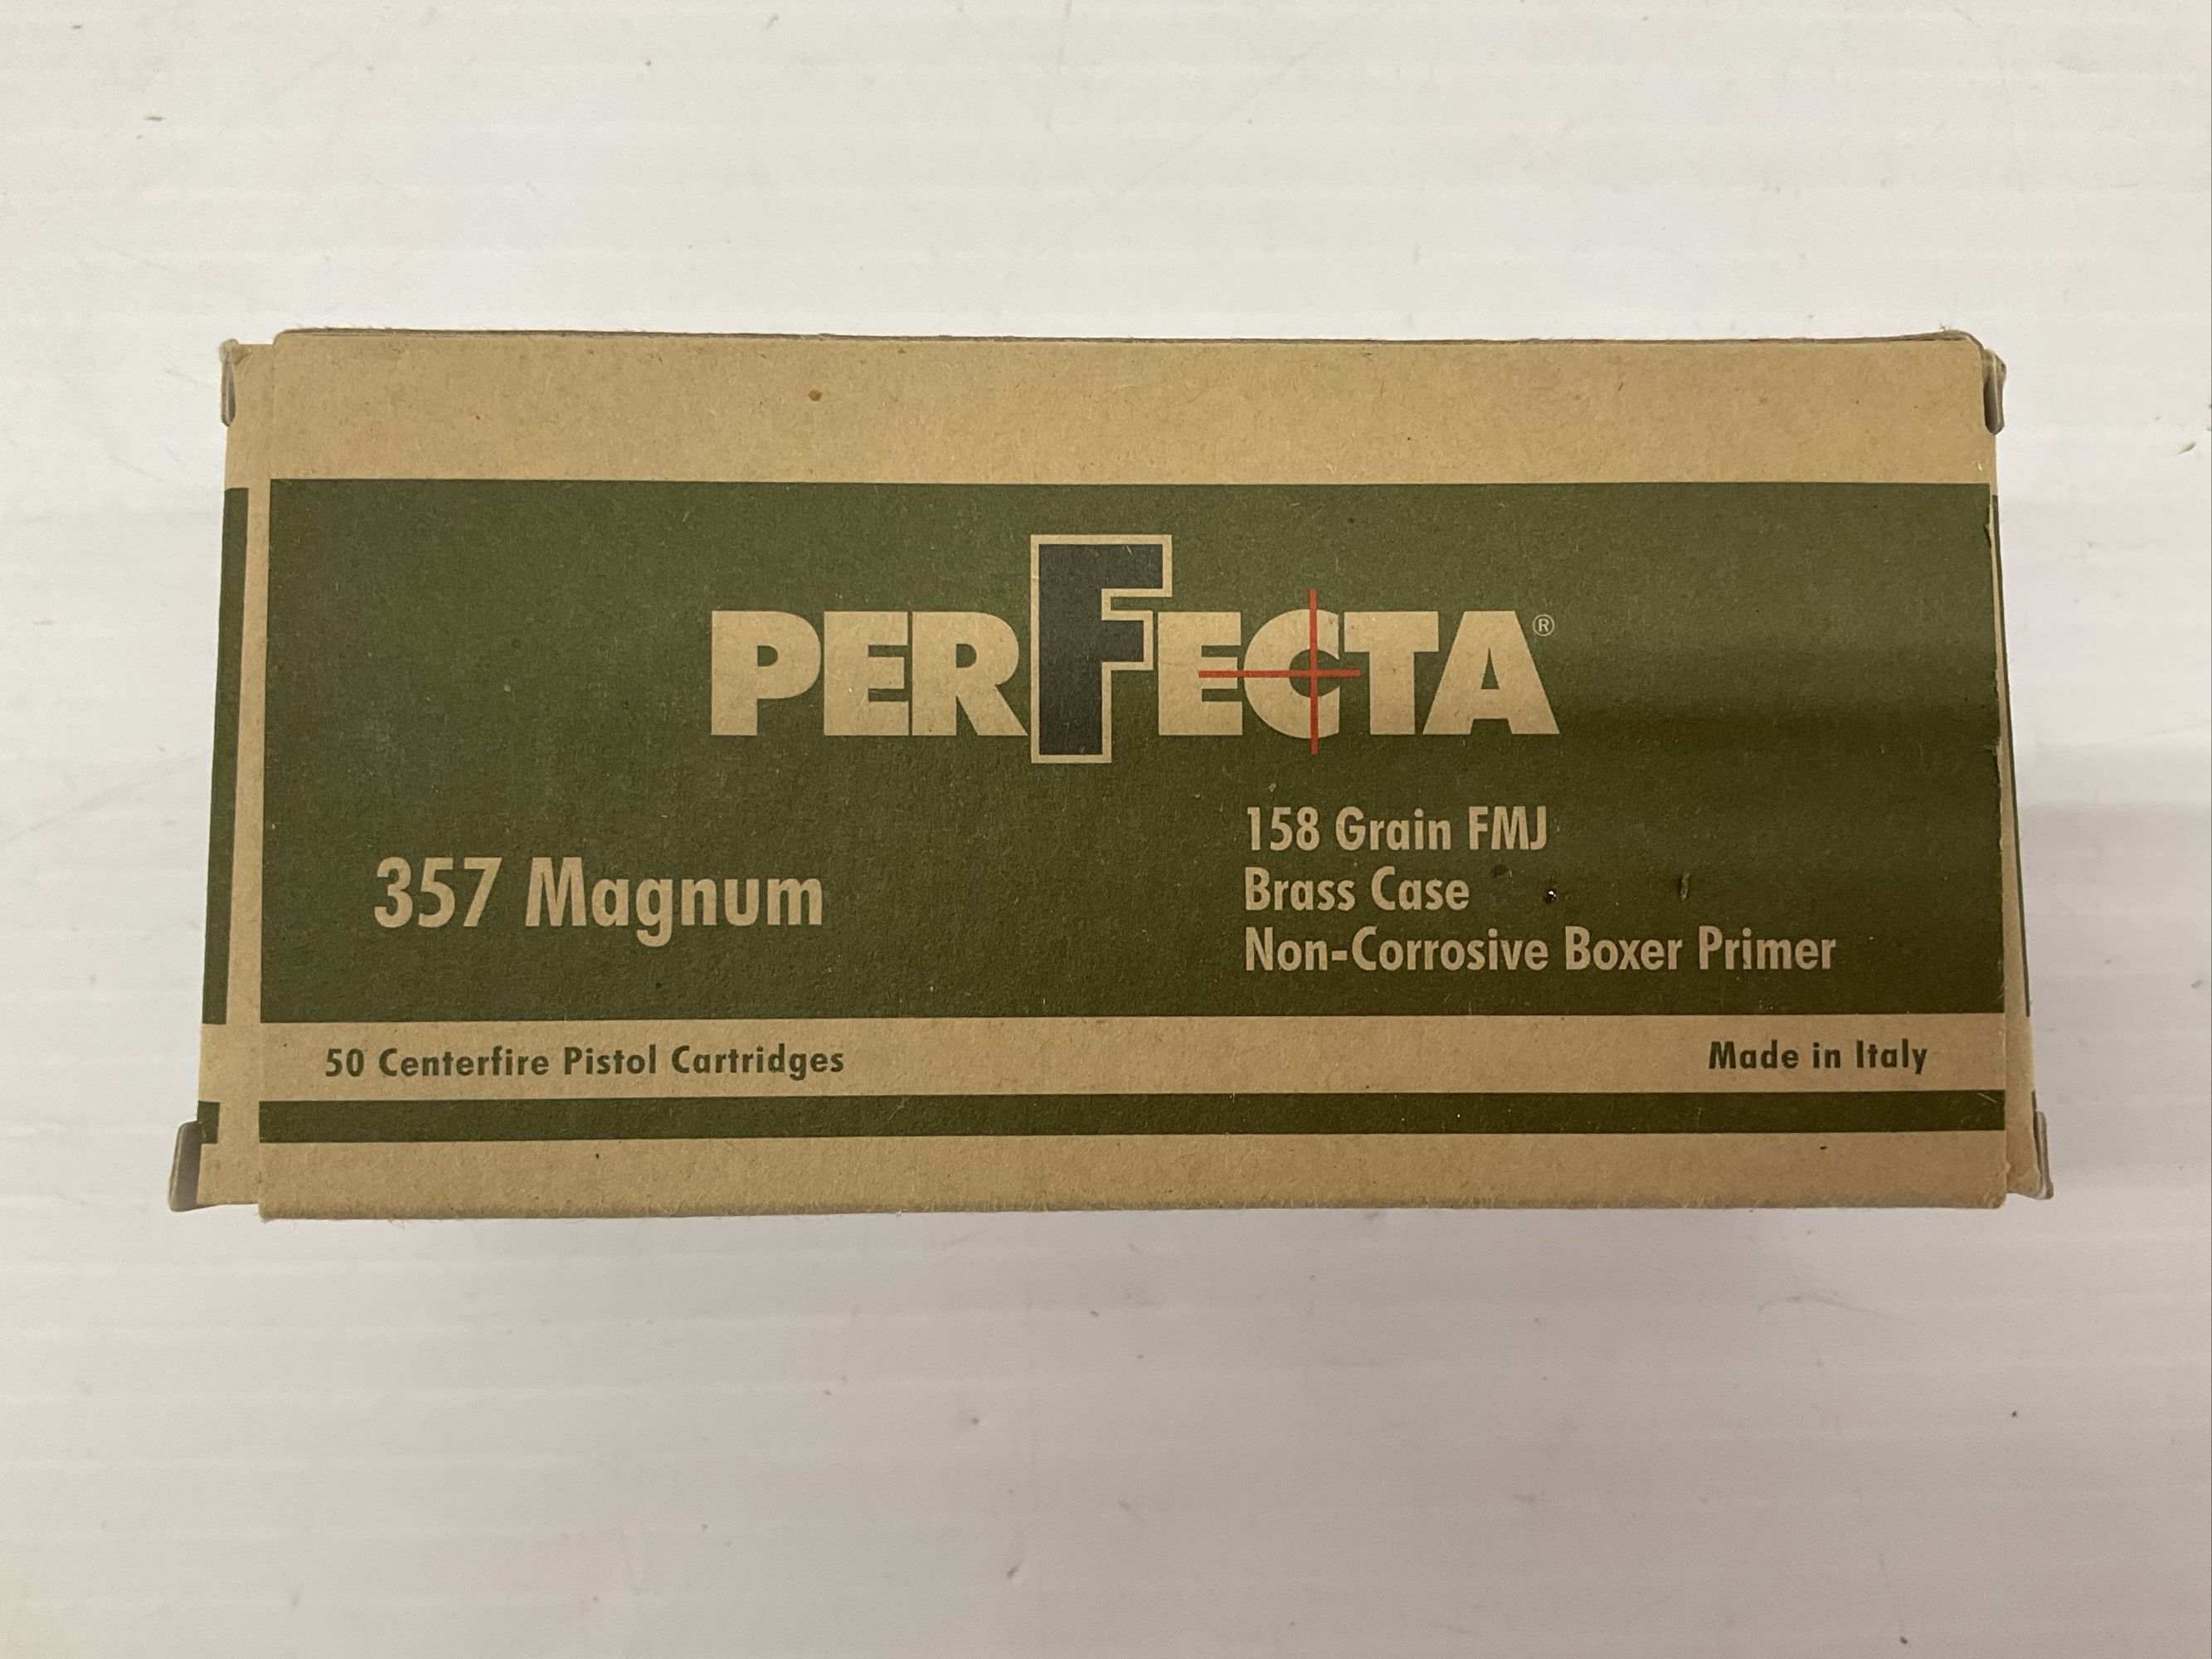 PERFECTA®
357 Magnum
158 Grain FMJ
Brass Case
Non-Corrosive Boxer Primer
50 Centerfire Pistol Cartridges
Made in Italy